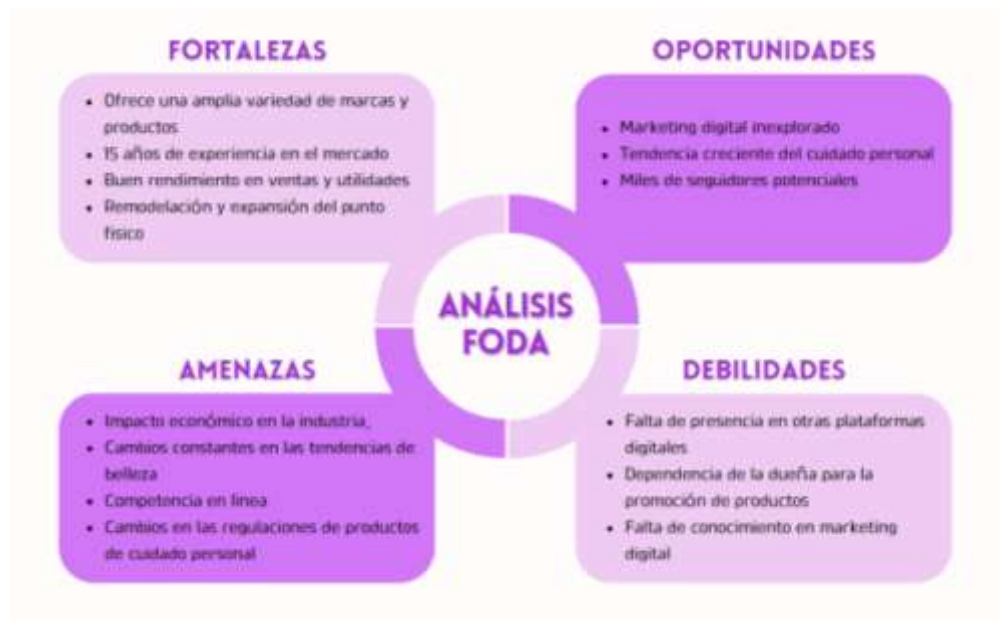 FORTALEZAS
• Ofrece una amplia variedad de marcas y
productos
• 15 años de experiencia en el mercado
• Buen rendimiento en ventas y utilidades
• Remodelación y expansión del punto
físico
OPORTUNIDADES
• Marketing digital inexplorado
• Tendencia creciente del cuidado personal
• Miles de seguidores potenciales
ANÁLISIS
FODA
AMENAZAS
• Impacto económico en la industria,
• Cambios constantes en las tendencias de
belleza
• Competencia en línea
• Cambios en las regulaciones de productos
de cuidado personal
DEBILIDADES
• Falta de presencia en otras plataformas
digitales
• Dependencia de la dueña para la
promoción de productos
• Falta de conocimiento en marketing
digital